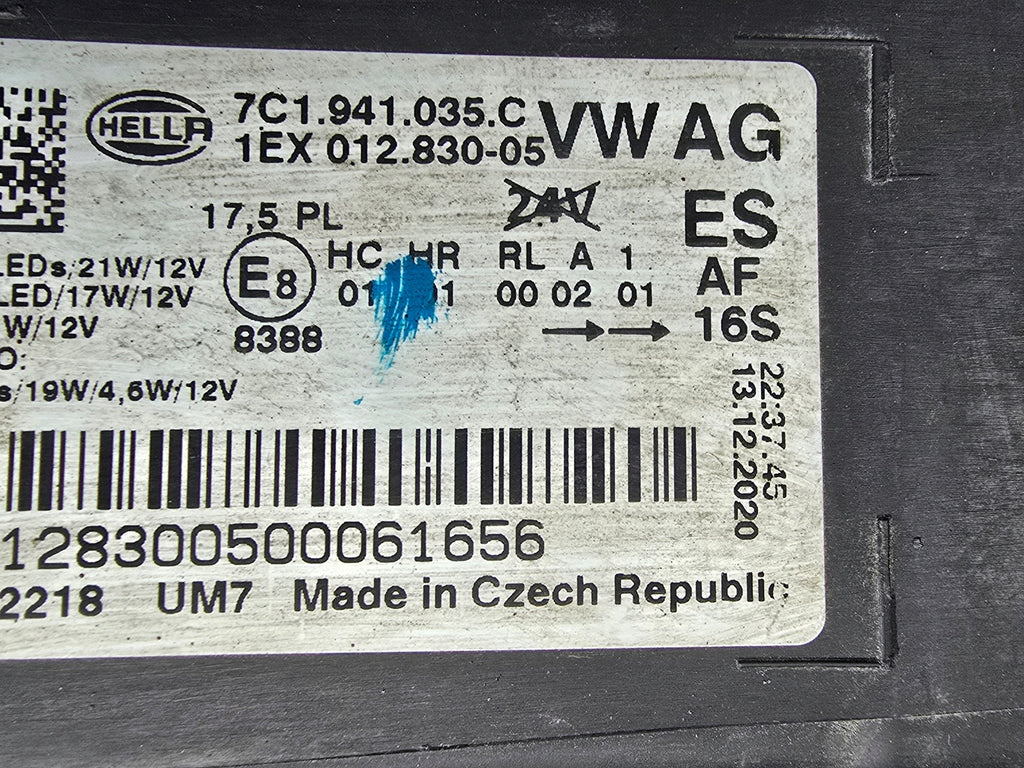 HELLA
7C1.941.035.C
1EX 012.830-05
VW AG
24V
ES
17,5 PL
HC HR RL A 1
AF
E8
LEDs/21W/12V
LED/17W/12V
01 01 00 02 01
W/12V
8388
16S
O:
s/19W/4,6W/12V
22:37:45
13.12.2020
128300500061656
2218 UM7 Made in Czech Republic